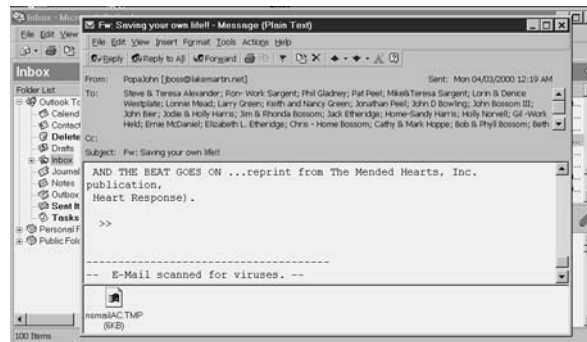 Inbox - Micro
Fw: Saving your own life!! - Message (Plain Text)
File Edit View
File Edit View Insert Format Tools Actions Help
Reply Reply to All Forward
Inbox
From: PopaJohn [jboss@lakemartin.net] Sent: Mon 04/03/2000 12:19 AM
Folder List
To: Steve & Teresa Alexander; Ron- Work Sargent; Phil Gladney; Pat Peel; Mike&Teresa Sargent; Lorin & Denice
Outlook To
Westplate; Lonnie Mead; Larry Green; Keith and Nancy Green; Jonathan Peel; John D Bowling; John Bossom III;
Calend
John Bier; Jodie & Holly Harris; Jim & Rhonda Bossom; Jack Etheridge; Home-Sandy Harris; Holly Norvell; Gil -Work
Contact
Held; Ernie McDaniel; Elizabeth L. Etheridge; Chris - Home Bossom; Cathy & Mark Hoppe; Bob & Phyll Bossom; Beth
Delete
Cc:
Drafts
Subject: Fw: Saving your own life!!
Inbox
Journal
Notes
Outbox
Sent It
Tasks
Personal F
Public Fold
AND THE BEAT GOES ON ...reprint from The Mended Hearts, Inc.
publication,
Heart Response).
>>
-------------------------------------
-- E-Mail scanned for viruses. --
nsmailAC.TMP
(6KB)
100 Items